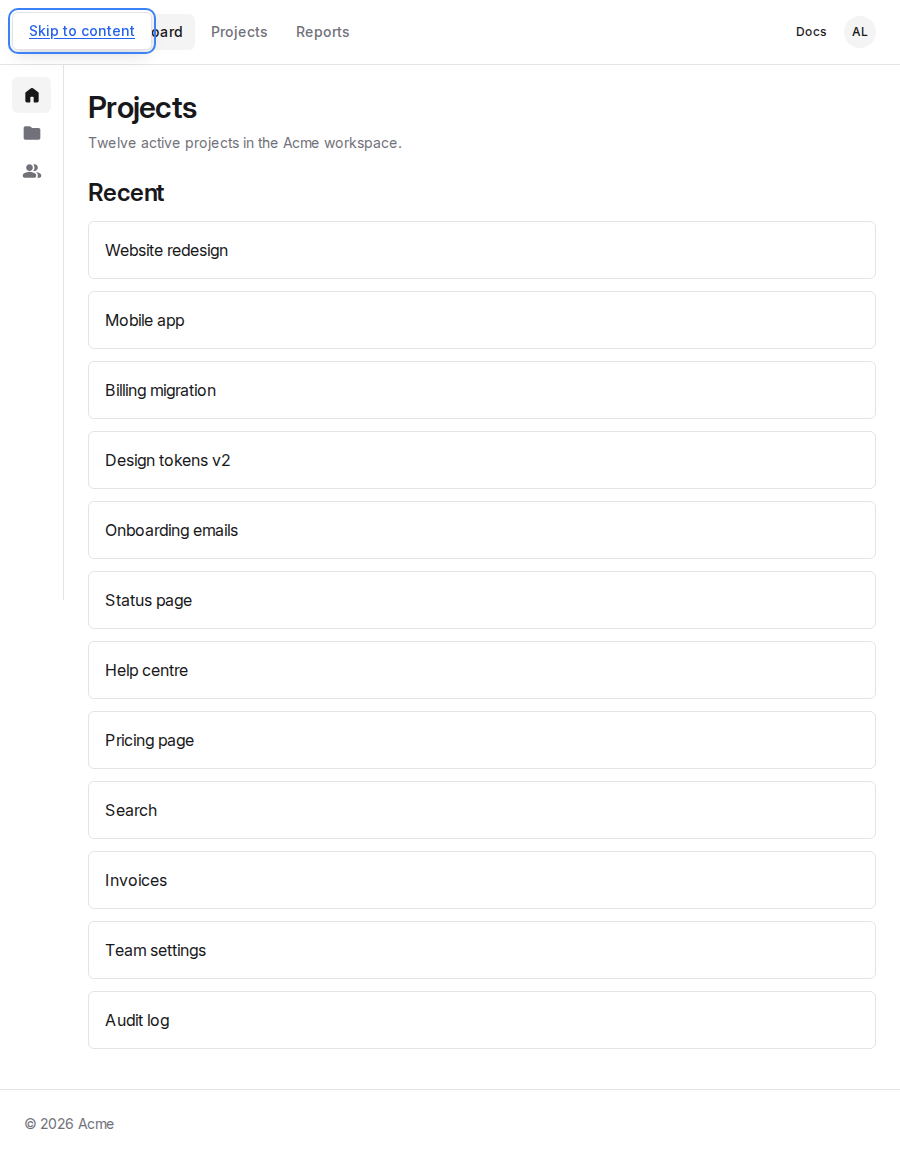 Skip to content
Projects
Reports
Docs
AL
Projects
Twelve active projects in the Acme workspace.
Recent
Website redesign
Mobile app
Billing migration
Design tokens v2
Onboarding emails
Status page
Help centre
Pricing page
Search
Invoices
Team settings
Audit log
© 2026 Acme